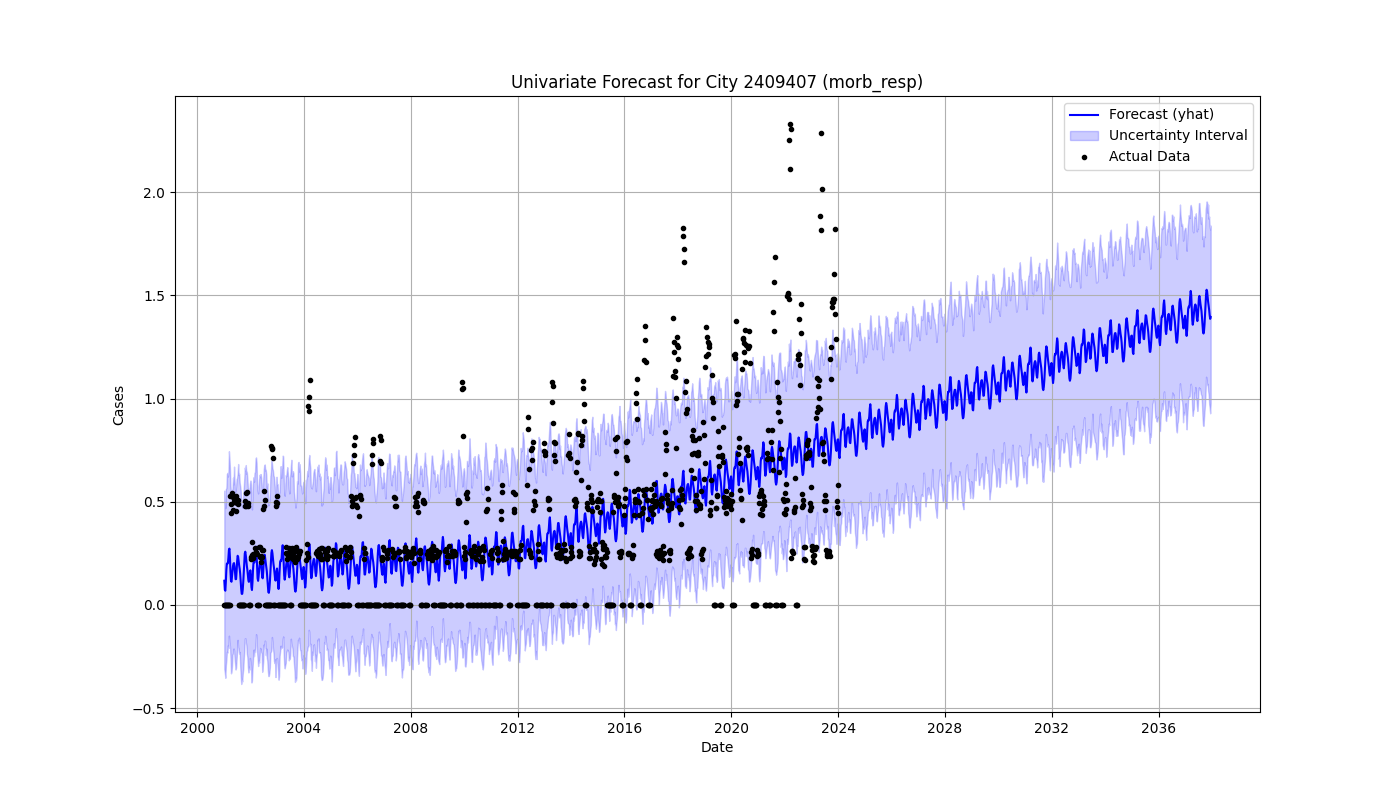 Univariate Forecast for City 2409407 (morb_resp)
Forecast (yhat)
Uncertainty Interval
Actual Data
Cases
2.0
1.5
1.0
0.5
0.0
−0.5
2000 2004 2008 2012 2016 2020 2024 2028 2032 2036
Date